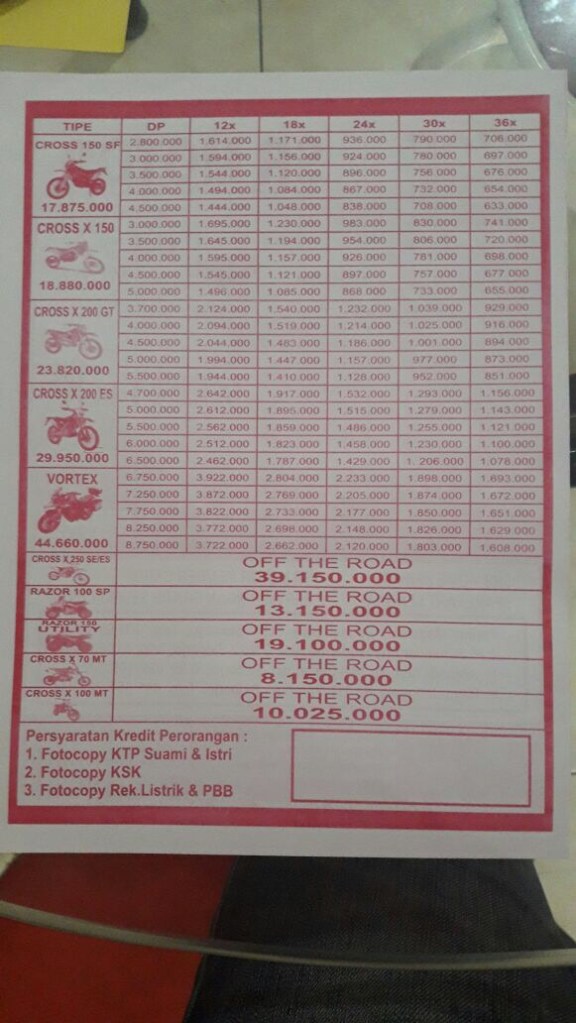 TIPE DP 12x 18x 24x 30x 36x
CROSS 150 SF
17.875.000
2.800.000 1.614.000 1.171.000 936.000 790.000 706.000
3.000.000 1.594.000 1.156.000 924.000 780.000 697.000
3.500.000 1.544.000 1.120.000 896.000 756.000 676.000
4.000.000 1.494.000 1.084.000 867.000 732.000 654.000
4.500.000 1.444.000 1.048.000 838.000 708.000 633.000
CROSS X 150
18.880.000
3.000.000 1.695.000 1.230.000 983.000 830.000 741.000
3.500.000 1.645.000 1.194.000 954.000 806.000 720.000
4.000.000 1.595.000 1.157.000 926.000 781.000 698.000
4.500.000 1.545.000 1.121.000 897.000 757.000 677.000
5.000.000 1.496.000 1.085.000 868.000 733.000 655.000
CROSS X 200 GT
23.820.000
3.700.000 2.124.000 1.540.000 1.232.000 1.039.000 929.000
4.000.000 2.094.000 1.519.000 1.214.000 1.025.000 916.000
4.500.000 2.044.000 1.483.000 1.186.000 1.001.000 894.000
5.000.000 1.994.000 1.447.000 1.157.000 977.000 873.000
5.500.000 1.944.000 1.410.000 1.128.000 952.000 851.000
CROSS X 200 ES
29.950.000
4.700.000 2.642.000 1.917.000 1.532.000 1.293.000 1.156.000
5.000.000 2.612.000 1.895.000 1.515.000 1.279.000 1.143.000
5.500.000 2.562.000 1.859.000 1.486.000 1.255.000 1.121.000
6.000.000 2.512.000 1.823.000 1.458.000 1.230.000 1.100.000
6.500.000 2.462.000 1.787.000 1.429.000 1. 206.000 1.078.000
VORTEX
44.660.000
6.750.000 3.922.000 2.804.000 2.233.000 1.898.000 1.693.000
7.250.000 3.872.000 2.769.000 2.205.000 1.874.000 1.672.000
7.750.000 3.822.000 2.733.000 2.177.000 1.850.000 1.651.000
8.250.000 3.772.000 2.698.000 2.148.000 1.826.000 1.629.000
8.750.000 3.722.000 2.662.000 2.120.000 1.803.000 1.608.000
CROSS X 250 SE/ES
OFF THE ROAD
39.150.000
RAZOR 100 SP
OFF THE ROAD
13.150.000
RAZOR 150
UTILITY
OFF THE ROAD
19.100.000
CROSS X 70 MT
OFF THE ROAD
8.150.000
CROSS X 100 MT
OFF THE ROAD
10.025.000
Persyaratan Kredit Perorangan :
1. Fotocopy KTP Suami & Istri
2. Fotocopy KSK
3. Fotocopy Rek.Listrik & PBB